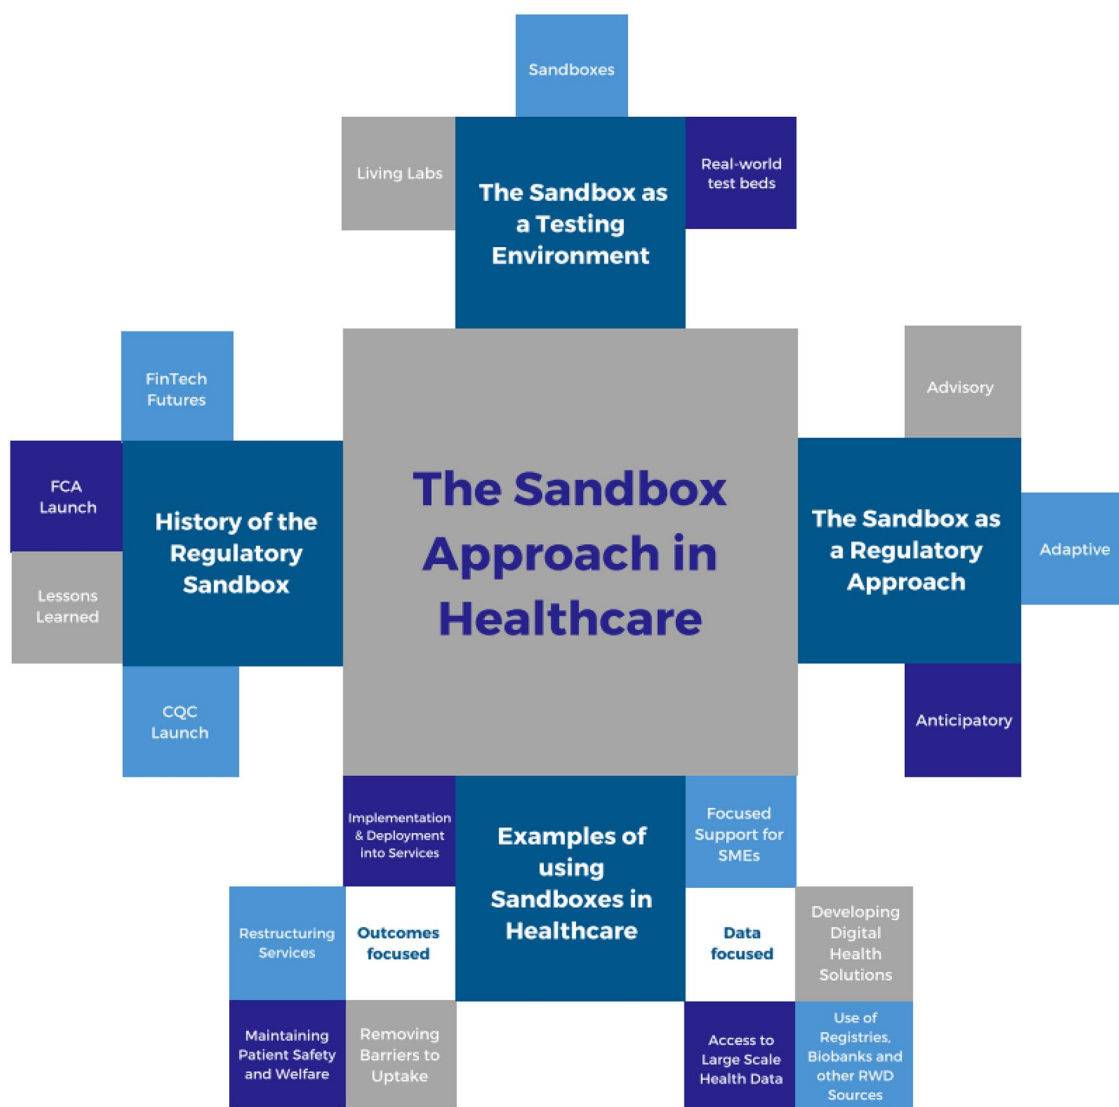 Sandboxes
Living Labs
The Sandbox as
a Testing
Environment
Real-world
test beds
FinTech
Futures
FCA
Launch
Lessons
Learned
History of the
Regulatory
Sandbox
CQC
Launch
The Sandbox
Approach in
Healthcare
Advisory
The Sandbox as
a Regulatory
Approach
Adaptive
Anticipatory
Implementation
& Deployment
into Services
Examples of
using
Sandboxes in
Healthcare
Focused
Support for
SMEs
Restructuring
Services
Outcomes
focused
Data
focused
Developing
Digital
Health
Solutions
Maintaining
Patient Safety
and Welfare
Removing
Barriers to
Uptake
Access to
Large Scale
Health Data
Use of
Registries,
Biobanks and
other RWD
Sources